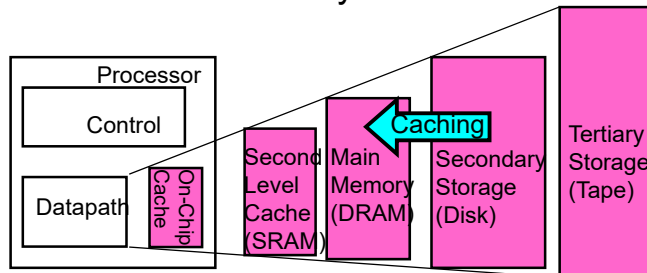 Processor
Control
Datapath
On-Chip
Cache
Second
Level
Cache
(SRAM)
Main
Memory
(DRAM)
Caching
Secondary
Storage
(Disk)
Tertiary
Storage
(Tape)